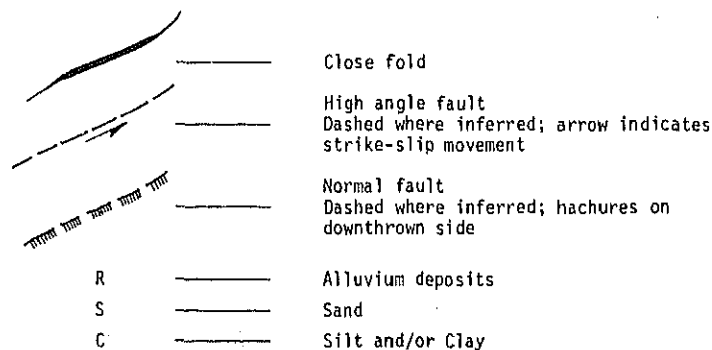 Close fold
High angle fault
Dashed where inferred; arrow indicates
strike-slip movement
Normal fault
Dashed where inferred; hachures on
downthrown side
R Alluvium deposits
S Sand
C Silt and/or Clay